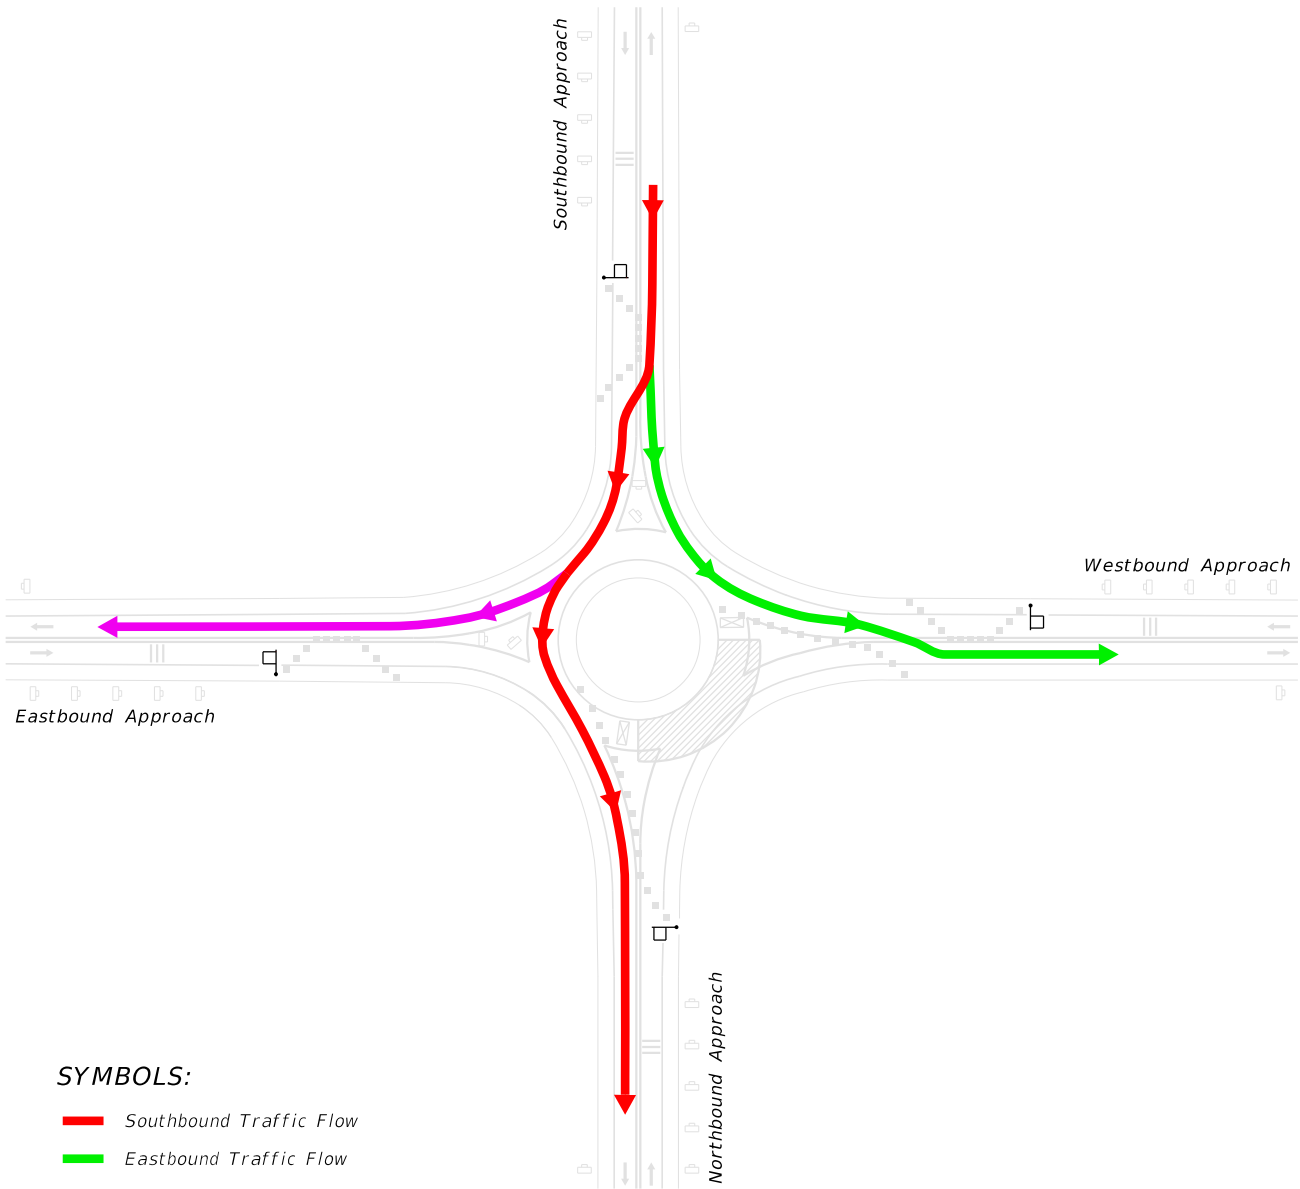 Southbound Approach
Westbound Approach
Eastbound Approach
Northbound Approach
SYMBOLS:
Southbound Traffic Flow
Eastbound Traffic Flow